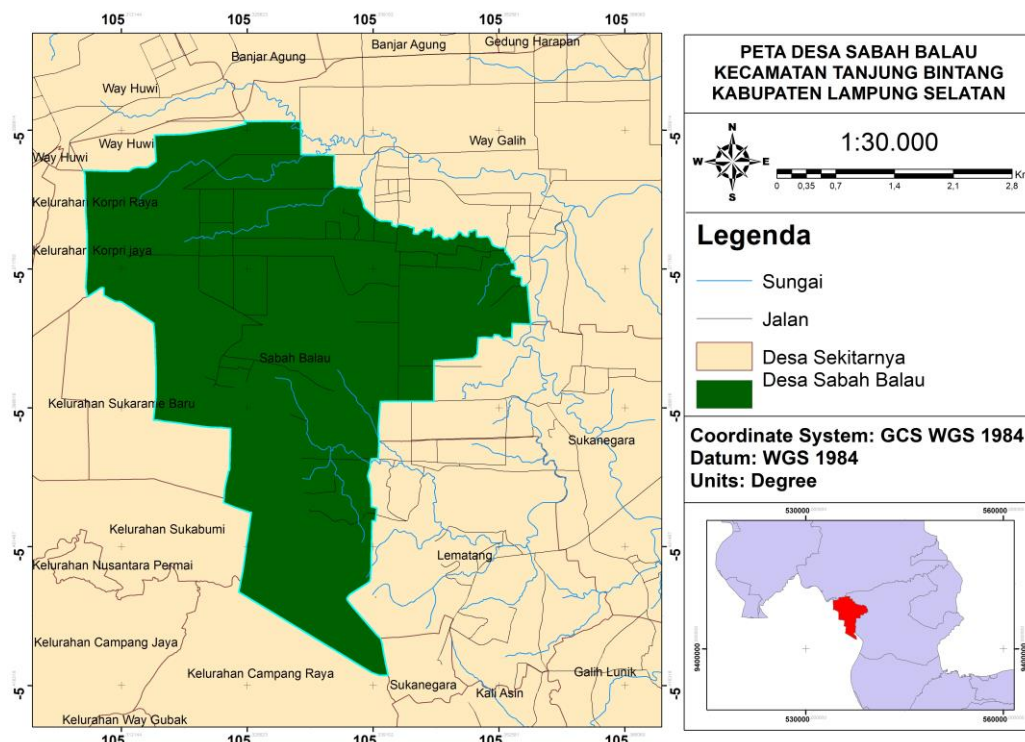 105 105 105 105 105
Banjar Agung
Banjar Agung
Gedung Harapan
Way Huwi
-5
-5
Way Huwi
Way Galih
Way Huwi
Kelurahan Korpri Raya
Kelurahan Korpri jaya
-5
-5
Sabah Balau
Kelurahan Sukarame Baru
-5
-5
Sukanegara
Kelurahan Sukabumi
-5
-5
Lematang
Kelurahan Nusantara Permai
Kelurahan Campang Jaya
Kelurahan Campang Raya
Galih Lunik
-5
-5
Sukanegara
Kali Asin
Kelurahan Way Gubak
105 105 105 105 105
PETA DESA SABAH BALAU
KECAMATAN TANJUNG BINTANG
KABUPATEN LAMPUNG SELATAN
N
W E
S
1:30.000
Km
0 0,35 0,7 1,4 2,1 2,8
Legenda
Sungai
Jalan
Desa Sekitarnya
Desa Sabah Balau
Coordinate System: GCS WGS 1984
Datum: WGS 1984
Units: Degree
530000 560000
9400000 9400000
530000 560000